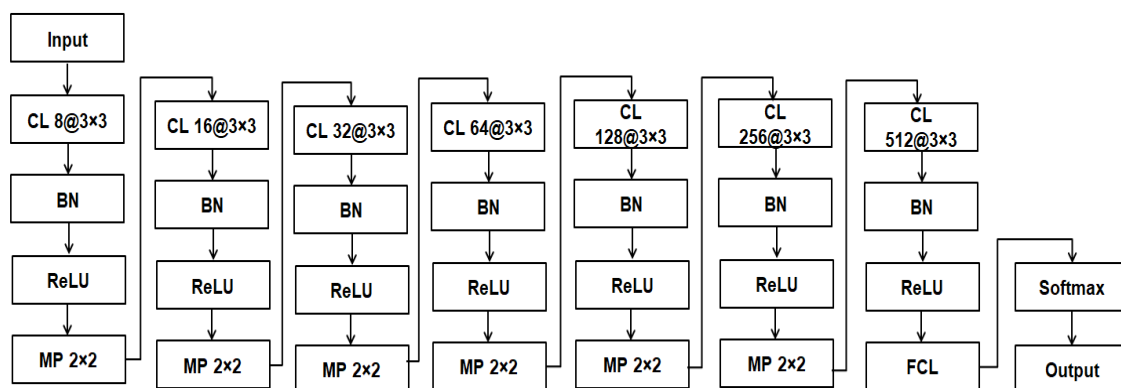 Input
CL 8@3×3
BN
ReLU
MP 2×2
CL 16@3×3
BN
ReLU
MP 2×2
CL 32@3×3
BN
ReLU
MP 2×2
CL 64@3×3
BN
ReLU
MP 2×2
CL
128@3×3
BN
ReLU
MP 2×2
CL
256@3×3
BN
ReLU
MP 2×2
CL
512@3×3
BN
ReLU
FCL
Softmax
Output